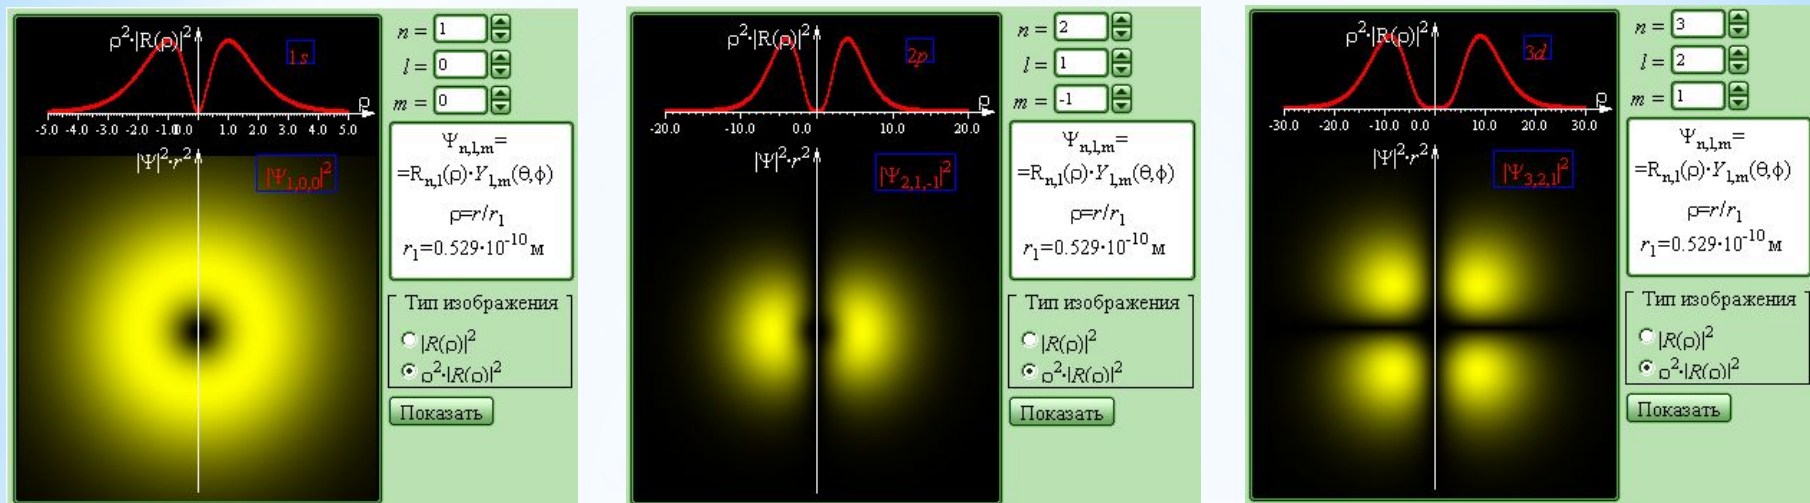 ρ²·|R(ρ)|²
1s
ρ
-5.0 -4.0 -3.0 -2.0 -1.0 0.0 1.0 2.0 3.0 4.0 5.0
|Ψ|²·r²
|Ψ1,0,0|²
n = 1
l = 0
m = 0
Ψn,l,m=
=Rn,l(ρ)·Yl,m(θ,ϕ)
ρ=r/r1
r1=0.529·10-10 м
Тип изображения
|R(ρ)|²
ρ²·|R(ρ)|²
Показать
ρ²·|R(ρ)|²
2p
ρ
-20.0 -10.0 0.0 10.0 20.0
|Ψ|²·r²
|Ψ2,1,-1|²
n = 2
l = 1
m = -1
Ψn,l,m=
=Rn,l(ρ)·Yl,m(θ,ϕ)
ρ=r/r1
r1=0.529·10-10 м
Тип изображения
|R(ρ)|²
ρ²·|R(ρ)|²
Показать
ρ²·|R(ρ)|²
3d
ρ
-30.0 -20.0 -10.0 0.0 10.0 20.0 30.0
|Ψ|²·r²
|Ψ3,2,1|²
n = 3
l = 2
m = 1
Ψn,l,m=
=Rn,l(ρ)·Yl,m(θ,ϕ)
ρ=r/r1
r1=0.529·10-10 м
Тип изображения
|R(ρ)|²
ρ²·|R(ρ)|²
Показать